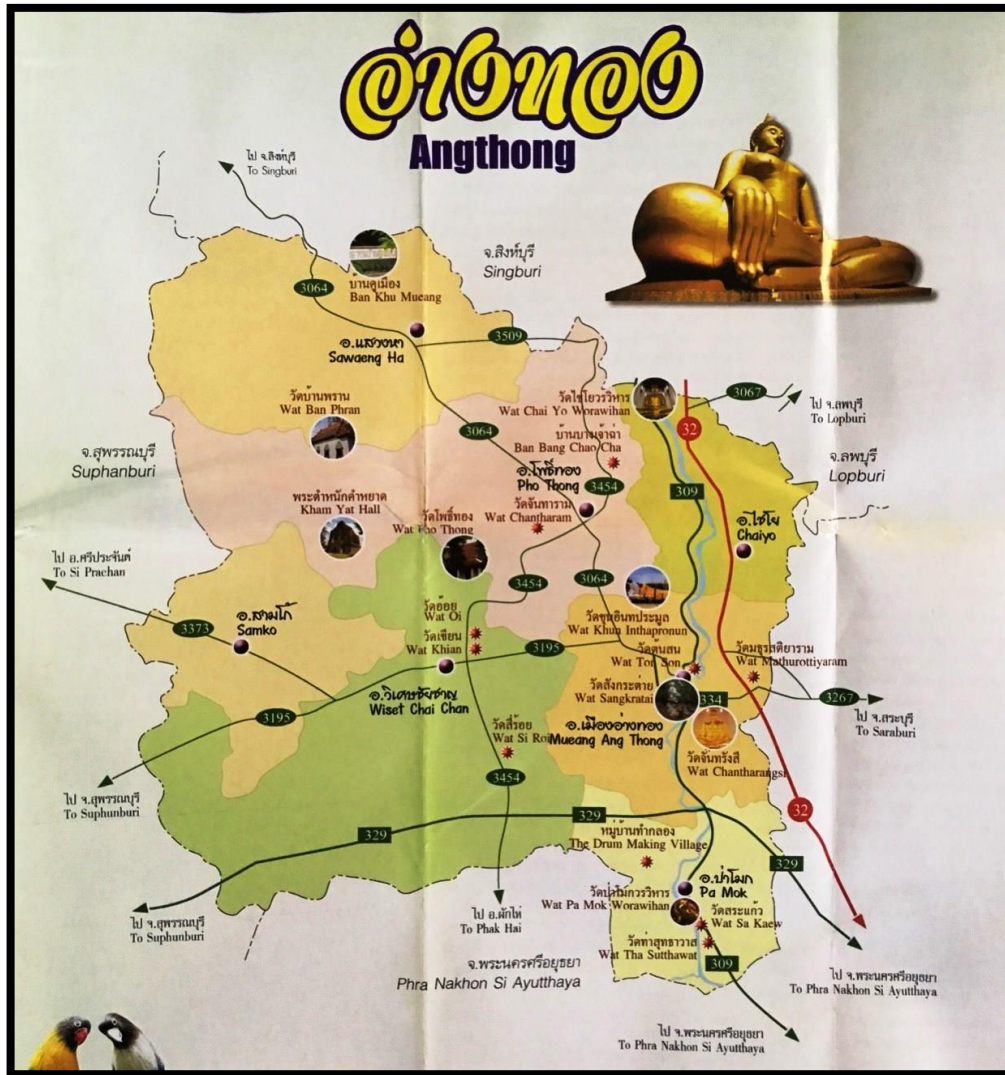 อ่างทอง
Angthong
ไป จ.สิงห์บุรี
To Singburi
จ.สิงห์บุรี
Singburi
3064
บ้านคูเมือง
Ban Khu Mueang
อ.แสวงหา
Sawaeng Ha
3509
วัดบ้านพราน
Wat Ban Phran
วัดไชโยวรวิหาร
Wat Chai Yo Worawihan
3067
ไป จ.ลพบุรี
To Lopburi
32
3064
บ้านบางเจ้าฉ่า
Ban Bang Chao Cha
จ.สุพรรณบุรี
Suphanburi
จ.ลพบุรี
Lopburi
อ.โพธิ์ทอง
Pho Thong
3454
309
พระตำหนักคำหยาด
Kham Yat Hall
วัดโพธิ์ทอง
Wat Pho Thong
วัดจันทาราม
Wat Chantharam
อ.ไชโย
Chaiyo
ไป อ.ศรีประจันต์
To Si Prachan
3454
3064
3373
อ.สามโก้
Samko
วัดอ้อย
Wat Oi
วัดเขียน
Wat Khian
3195
วัดขุนอินทประมูล
Wat Khun Inthapronun
วัดต้นสน
Wat Ton Son
วัดมธุรสติยาราม
Wat Mathurottiyaram
อ.วิเศษชัยชาญ
Wiset Chai Chan
วัดสังกระต่าย
Wat Sangkratai
334
3267
ไป จ.สระบุรี
To Saraburi
3195
วัดสี่ร้อย
Wat Si Roi
อ.เมืองอ่างทอง
Mueang Ang Thong
วัดจันทรังสี
Wat Chantharangsi
3454
ไป จ.สุพรรณบุรี
To Suphunburi
329
329
32
หมู่บ้านทำกลอง
The Drum Making Village
329
อ.ป่าโมก
Pa Mok
วัดป่าโมกวรวิหาร
Wat Pa Mok Worawihan
วัดสระแก้ว
Wat Sa Kaew
ไป จ.สุพรรณบุรี
To Suphunburi
ไป อ.ผักไห่
To Phak Hai
วัดท่าสุทธาวาส
Wat Tha Sutthawat
309
จ.พระนครศรีอยุธยา
Phra Nakhon Si Ayutthaya
ไป จ.พระนครศรีอยุธยา
To Phra Nakhon Si Ayutthaya
ไป จ.พระนครศรีอยุธยา
To Phra Nakhon Si Ayutthaya